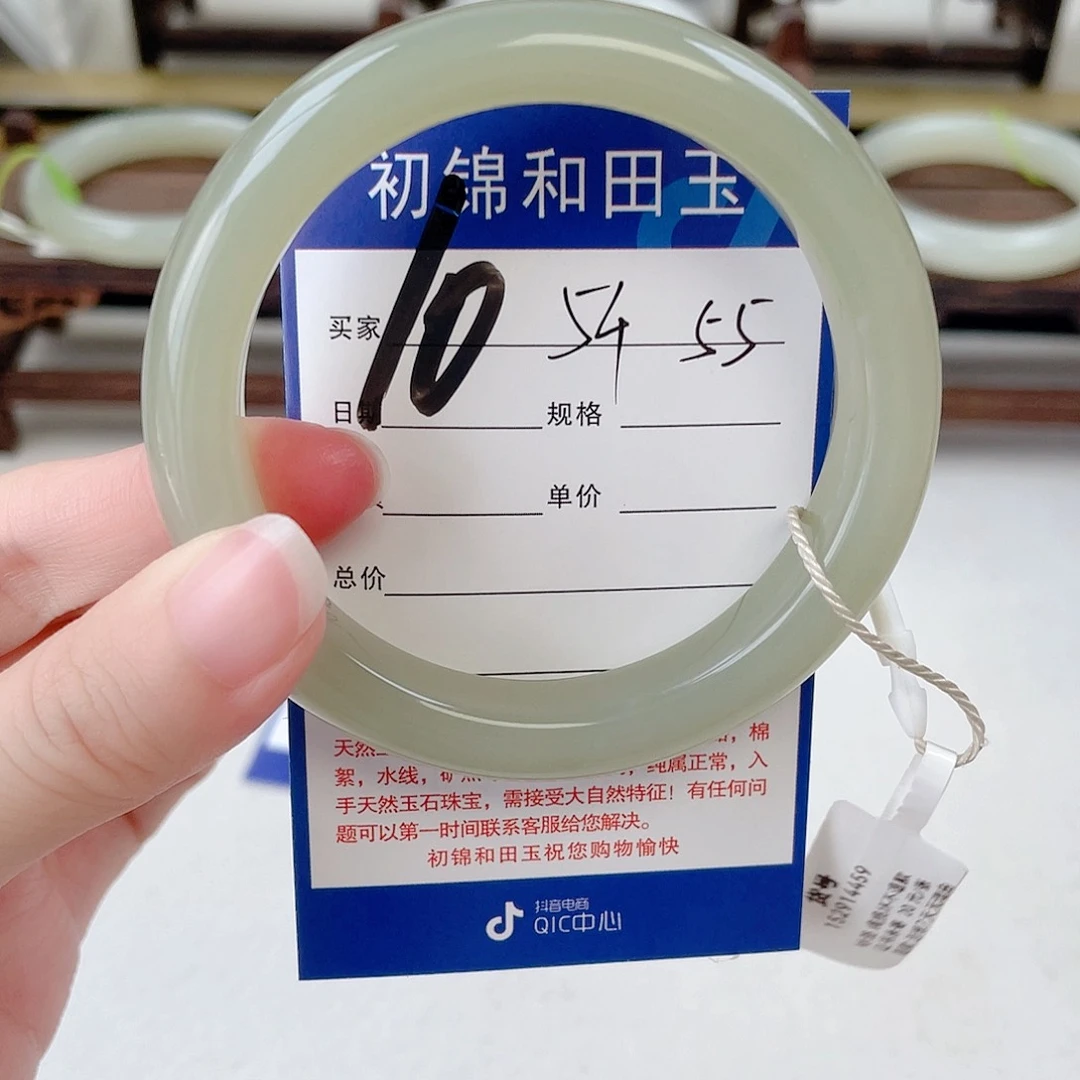 初锦和田玉
10 54 55
买家
日期 规格
单价
总价
天然
，棉
絮，水线，矿 纯属正常，入
手天然玉石珠宝，需接受大自然特征！有任何问
题可以第一时间联系客服给您解决。
初锦和田玉祝您购物愉快
抖音电商
QIC中心
货号
152914459